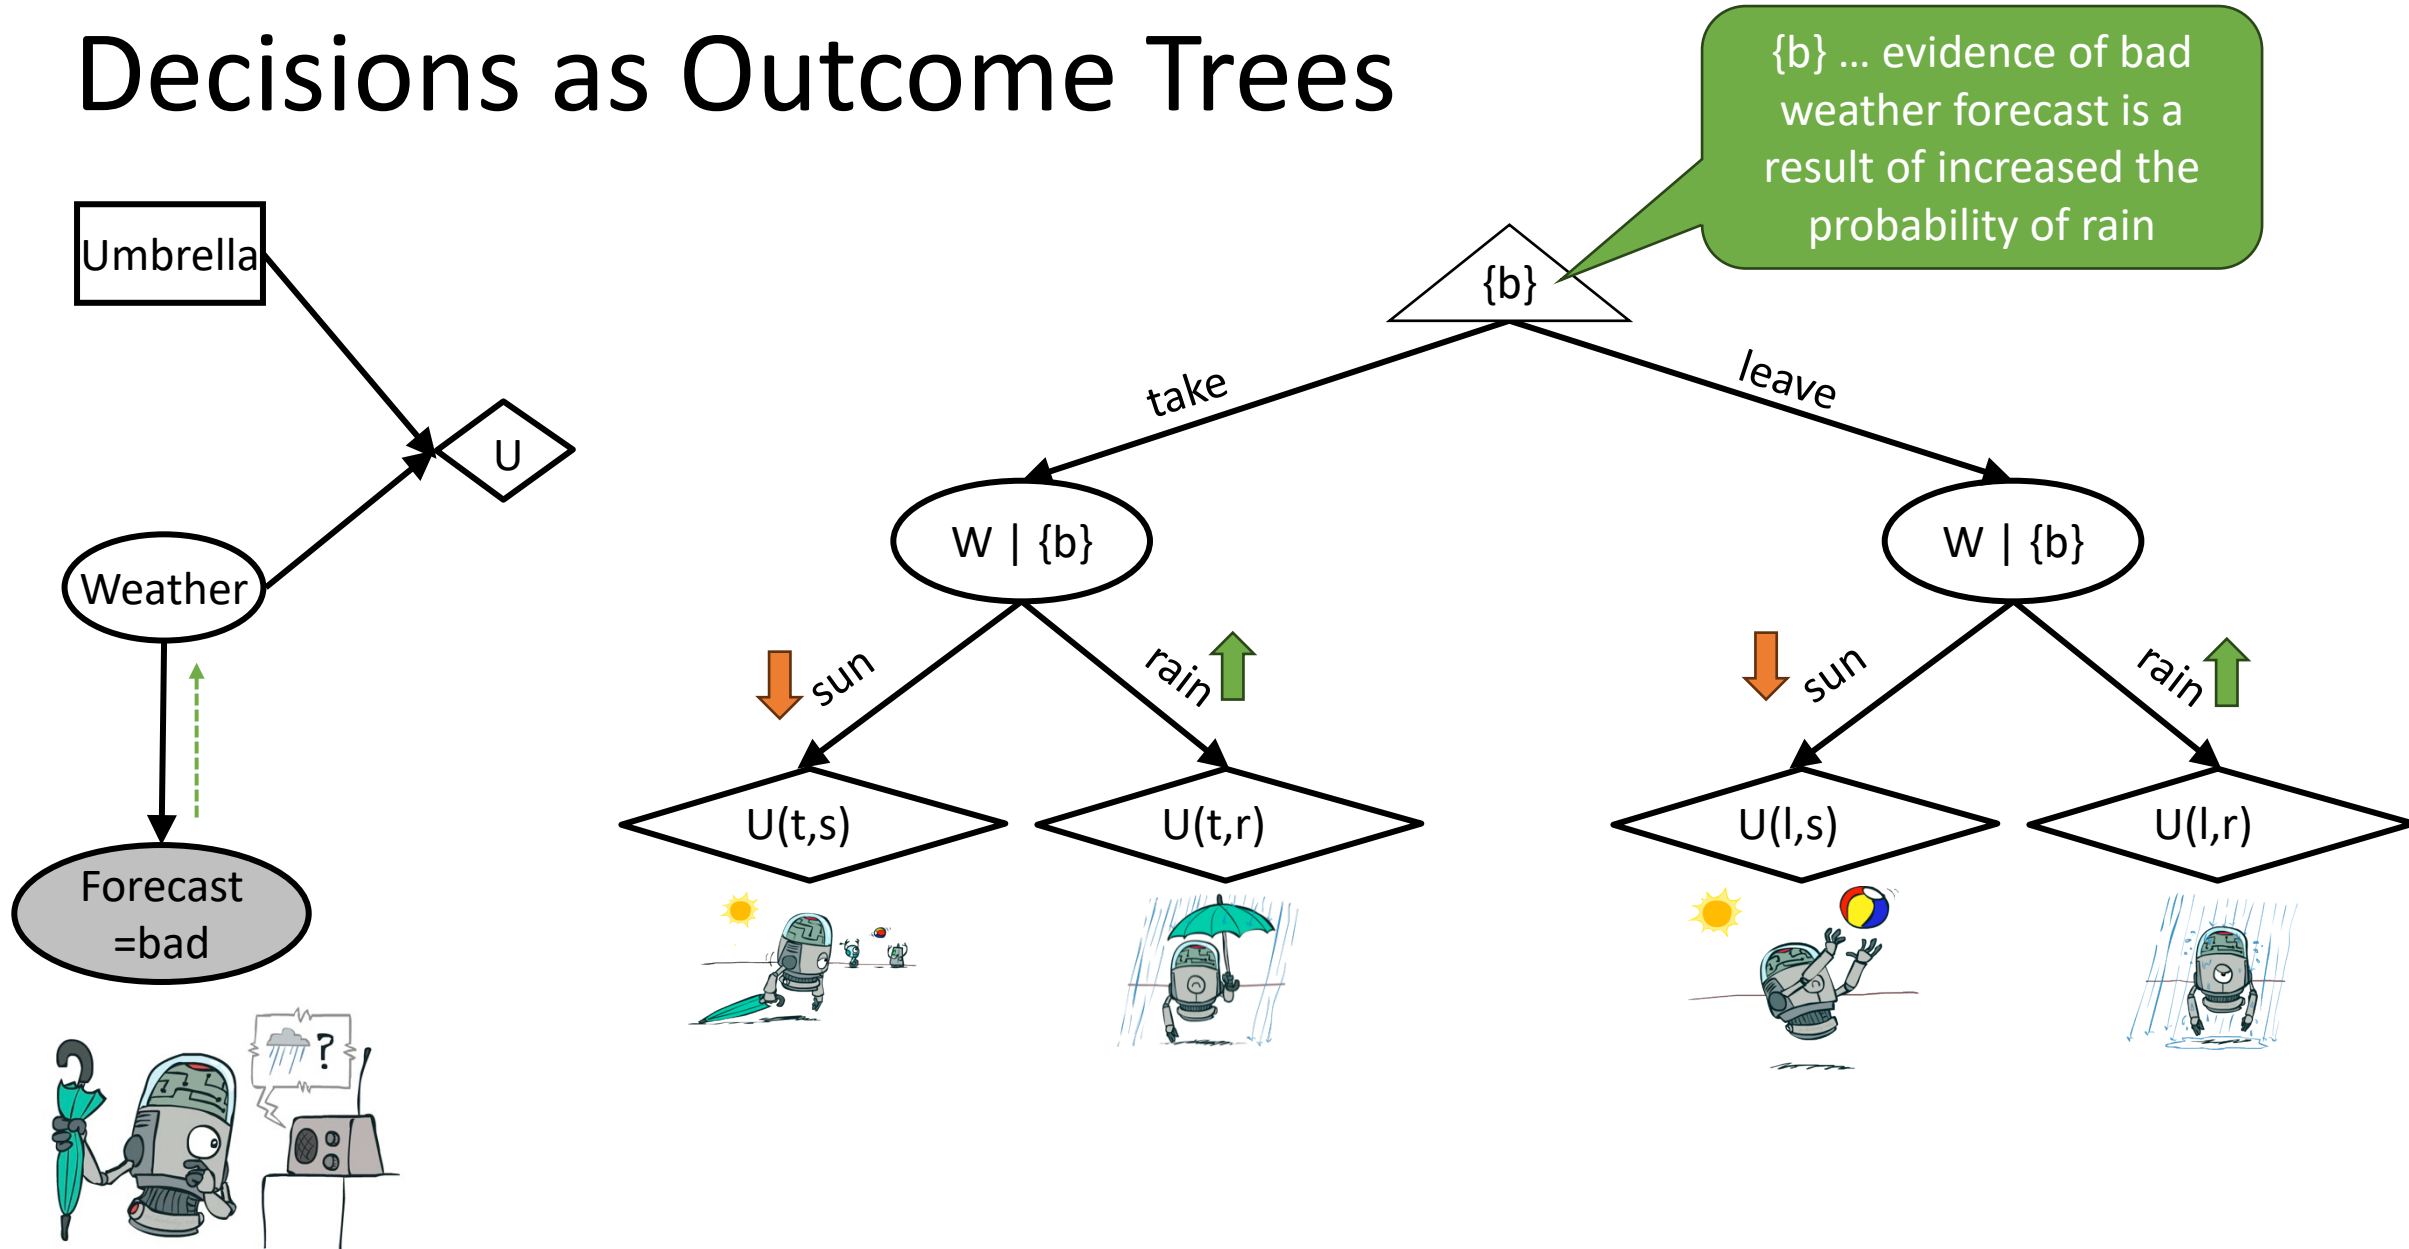 Decisions as Outcome Trees
{b} ... evidence of bad
weather forecast is a
result of increased the
probability of rain
Umbrella
{b}
take
leave
U
W | {b}
W | {b}
Weather
sun
rain
sun
rain
U(t,s)
U(t,r)
U(l,s)
U(l,r)
Forecast
=bad
?